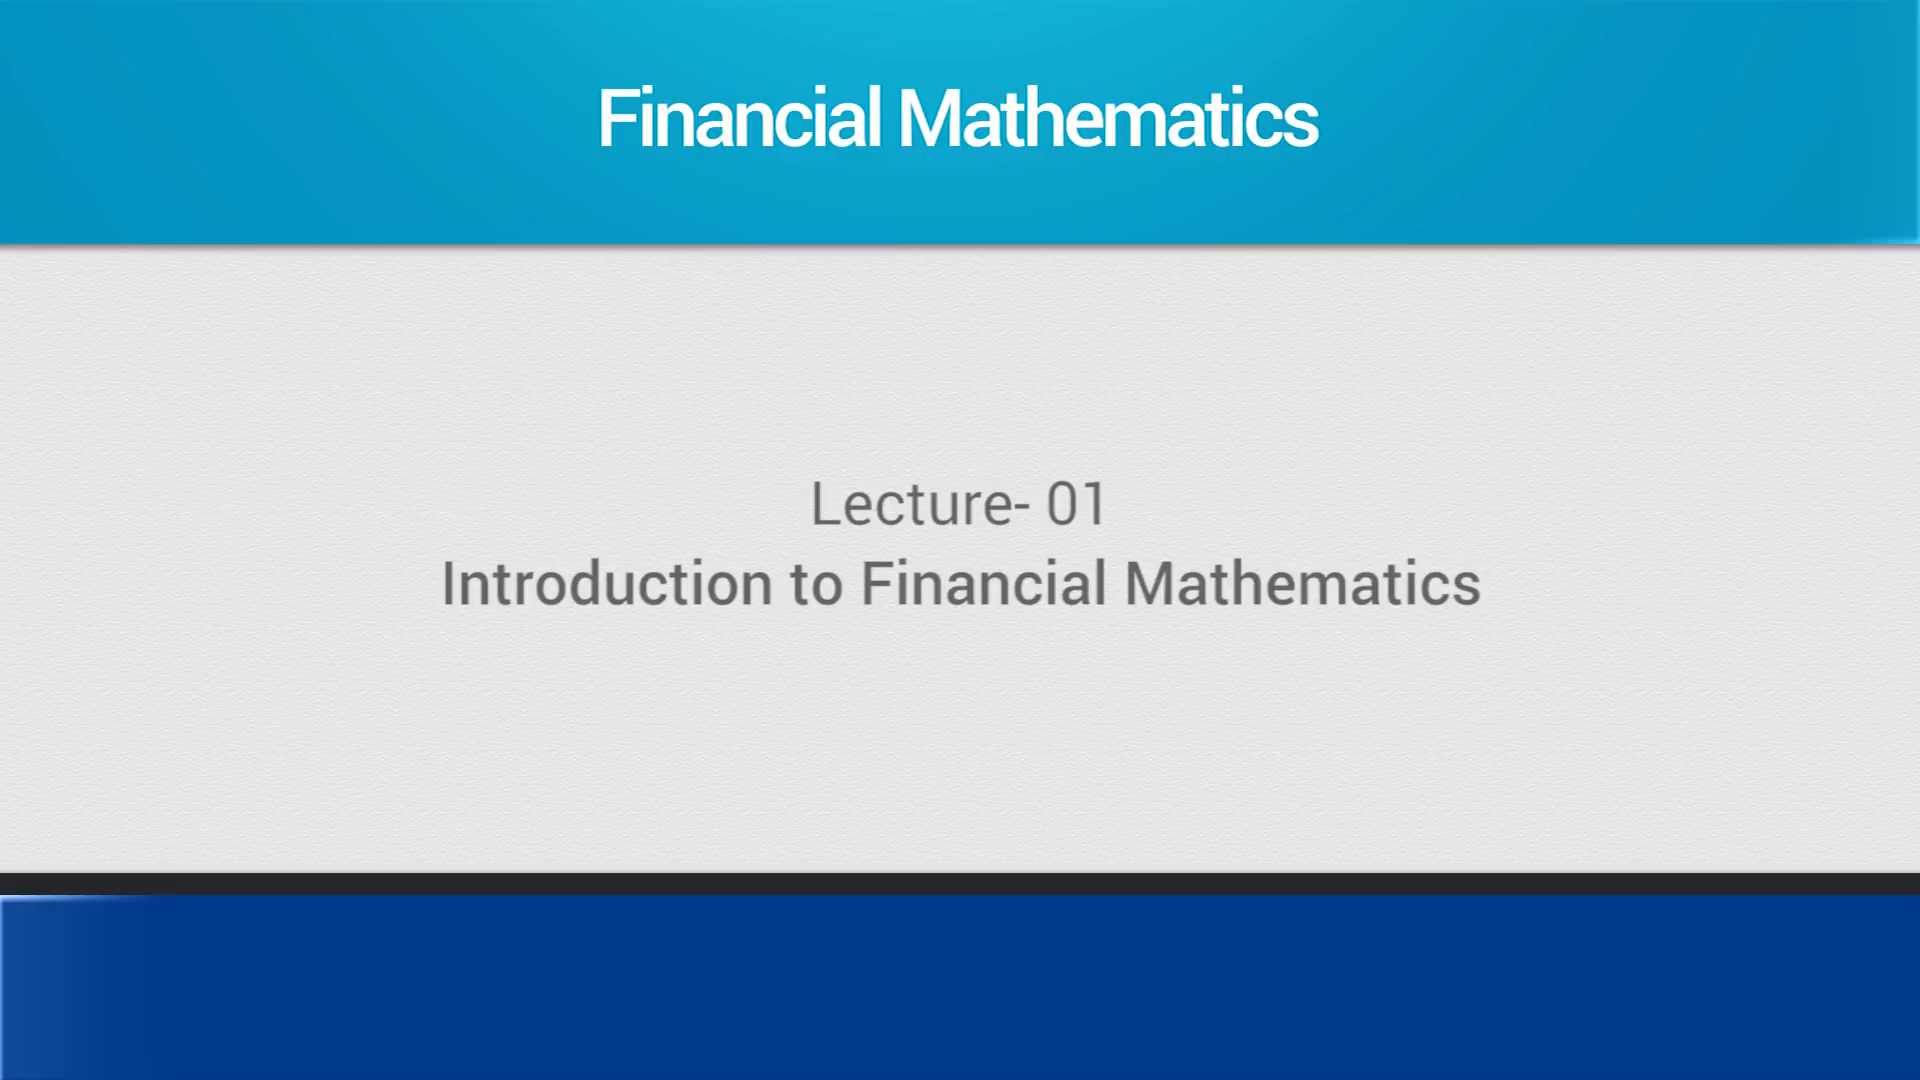 Financial Mathematics
Lecture- 01
Introduction to Financial Mathematics